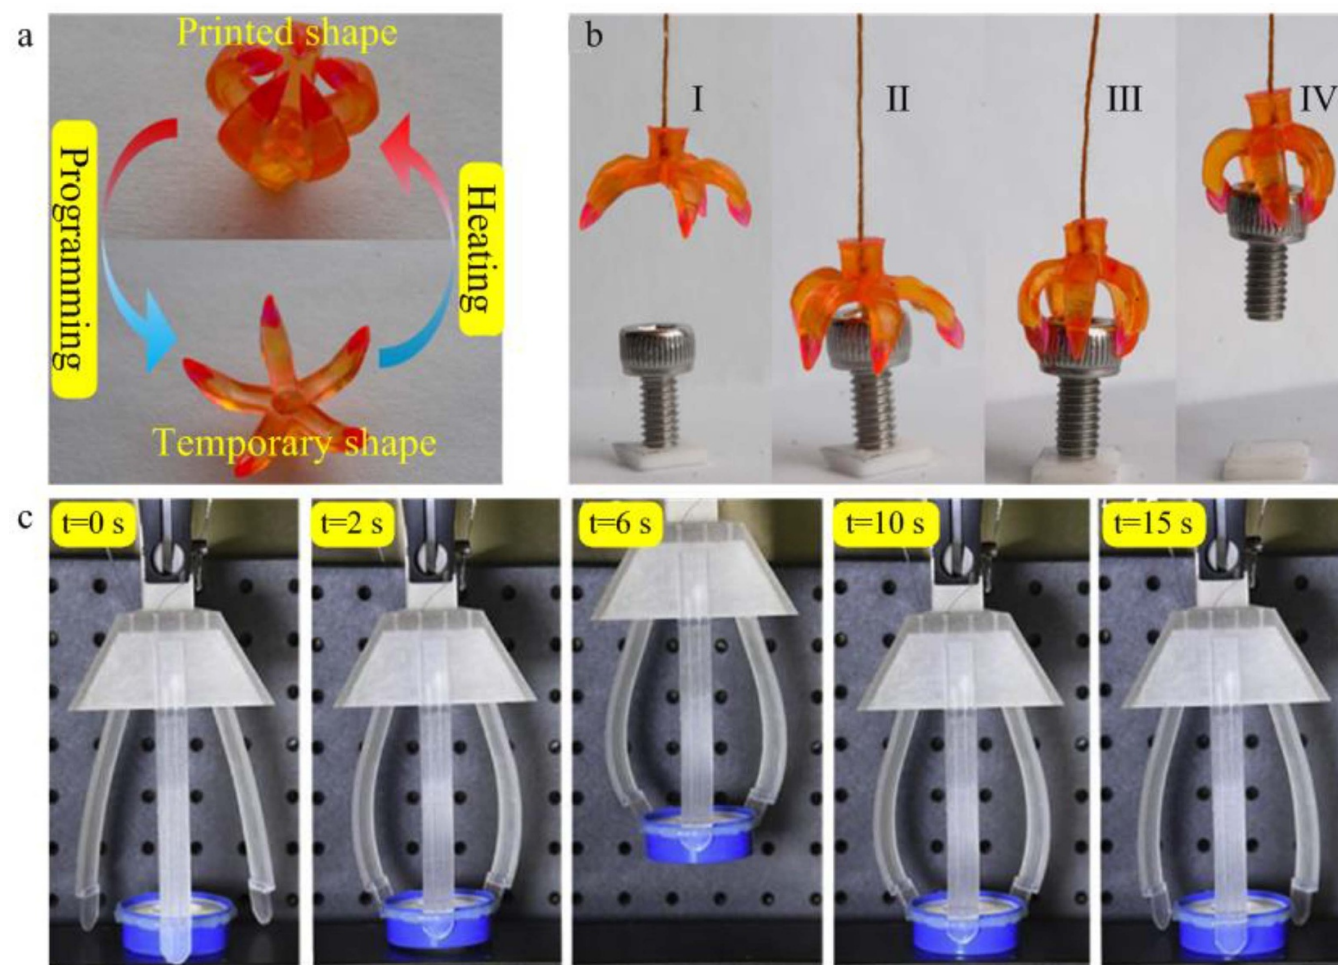 a
Printed shape
Programming
Heating
Temporary shape
b
I
II
III
IV
c
t=0 s
t=2 s
t=6 s
t=10 s
t=15 s